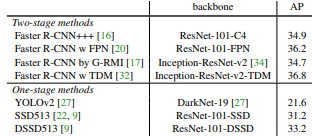 backbone AP
Two-stage methods
Faster R-CNN+++ [16] ResNet-101-C4 34.9
Faster R-CNN w FPN [20] ResNet-101-FPN 36.2
Faster R-CNN by G-RMI [17] Inception-ResNet-v2 [34] 34.7
Faster R-CNN w TDM [32] Inception-ResNet-v2-TDM 36.8
One-stage methods
YOLOv2 [27] DarkNet-19 [27] 21.6
SSD513 [22, 9] ResNet-101-SSD 31.2
DSSD513 [9] ResNet-101-DSSD 33.2